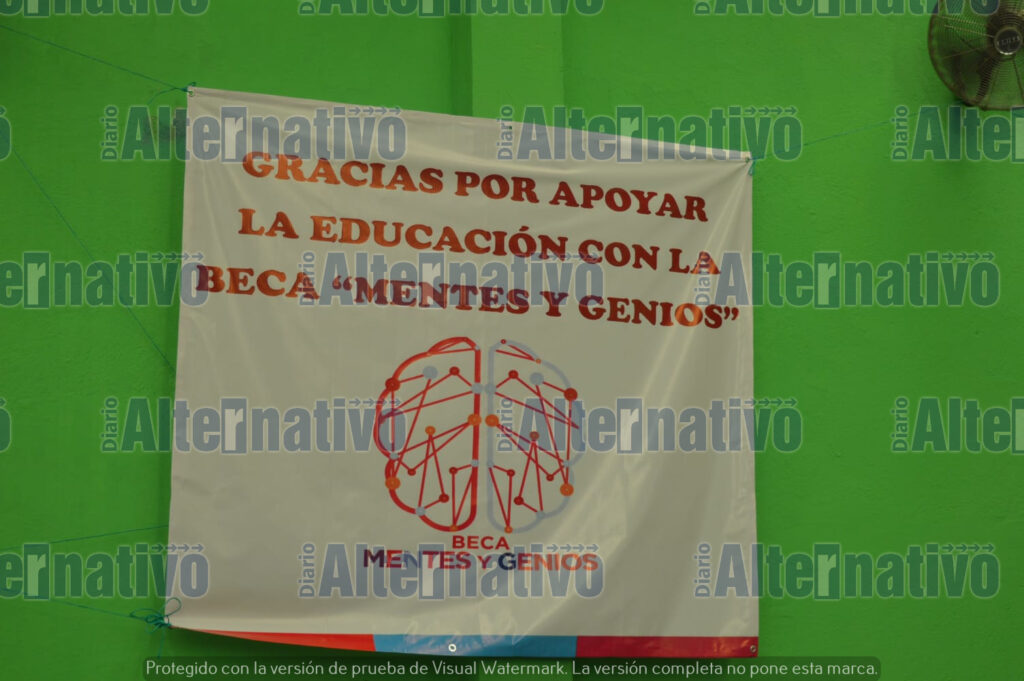 GRACIAS POR APOYAR
LA EDUCACIÓN CON LA
BECA “MENTES Y GENIOS”
BECA
MENTES Y GENIOS
Diario Alternativo
Protegido con la versión de prueba de Visual Watermark. La versión completa no pone esta marca.